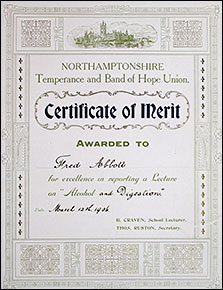 NORTHAMPTONSHIRE
Temperance and Band of Hope Union.
Certificate of Merit
AWARDED TO
Fred Abbott
for excellence in reporting a Lecture
on "Alcohol and Digestion"
Date March 12th 1906
H. CRAVEN, School Lecturer.
THOS. RUSTON, Secretary.